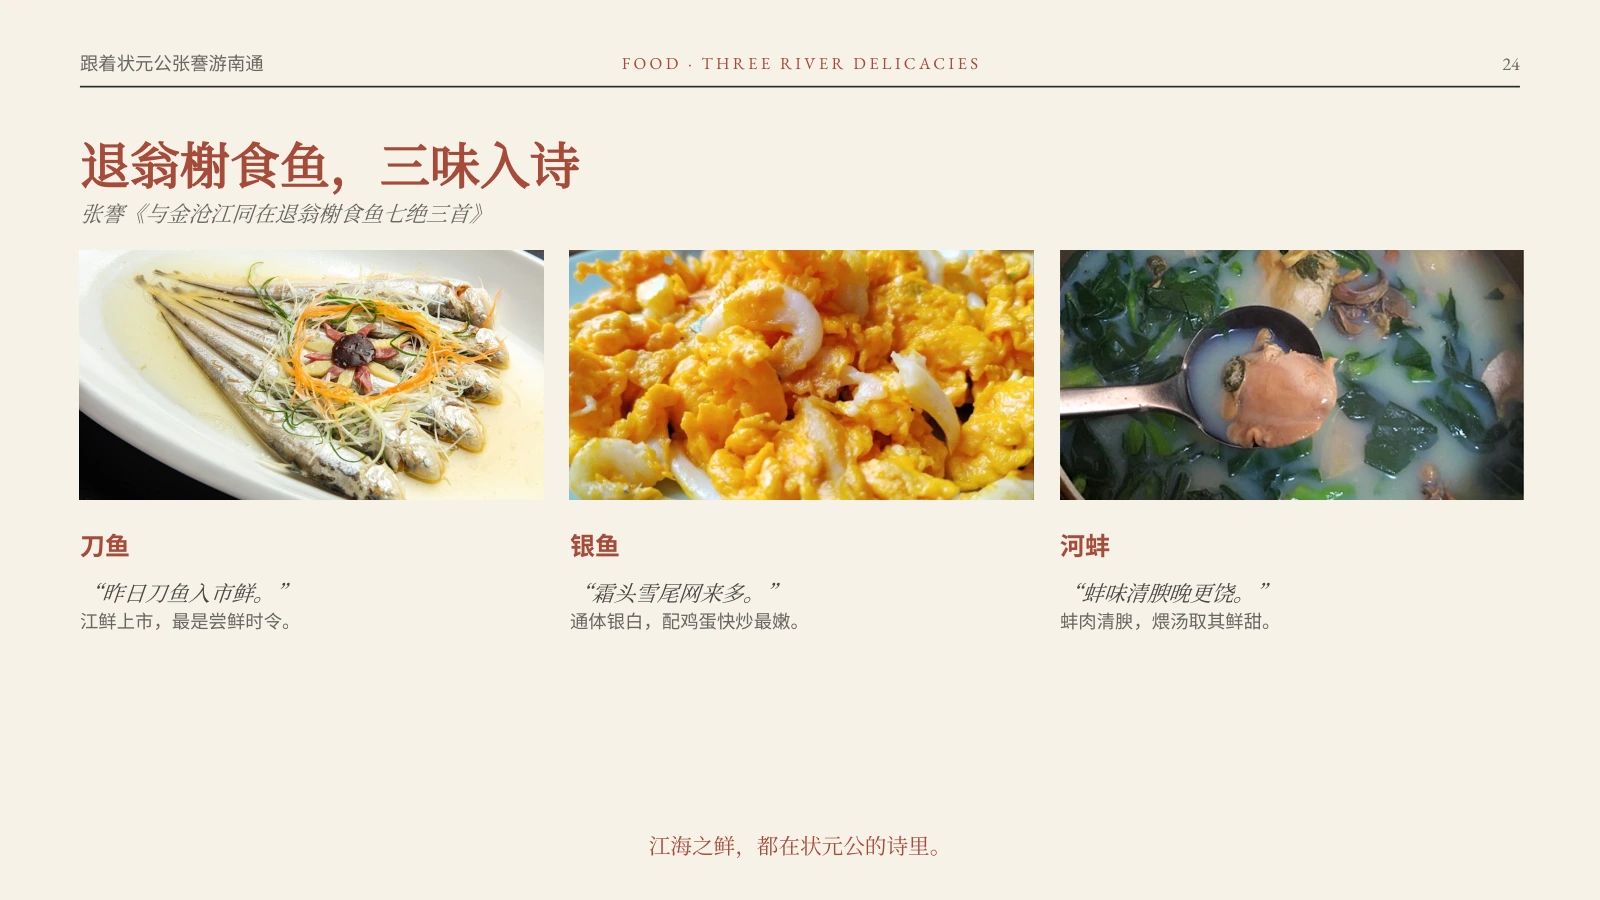 跟着状元公张謇游南通
FOOD · THREE RIVER DELICACIES
24
退翁榭食鱼，三味入诗
张謇《与金沧江同在退翁榭食鱼七绝三首》
刀鱼
“昨日刀鱼入市鲜。”
江鲜上市，最是尝鲜时令。
银鱼
“霜头雪尾网来多。”
通体银白，配鸡蛋快炒最嫩。
河蚌
“蚌味清腴晚更饶。”
蚌肉清腴，煨汤取其鲜甜。
江海之鲜，都在状元公的诗里。